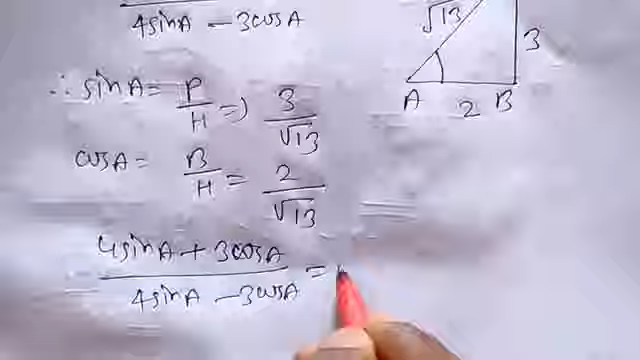 4sinA - 3cosA
√13
3
A 2 B
∴ sinA = P/H => 3/√13
cosA = B/H = 2/√13
4sinA + 3cosA
4sinA - 3cosA =